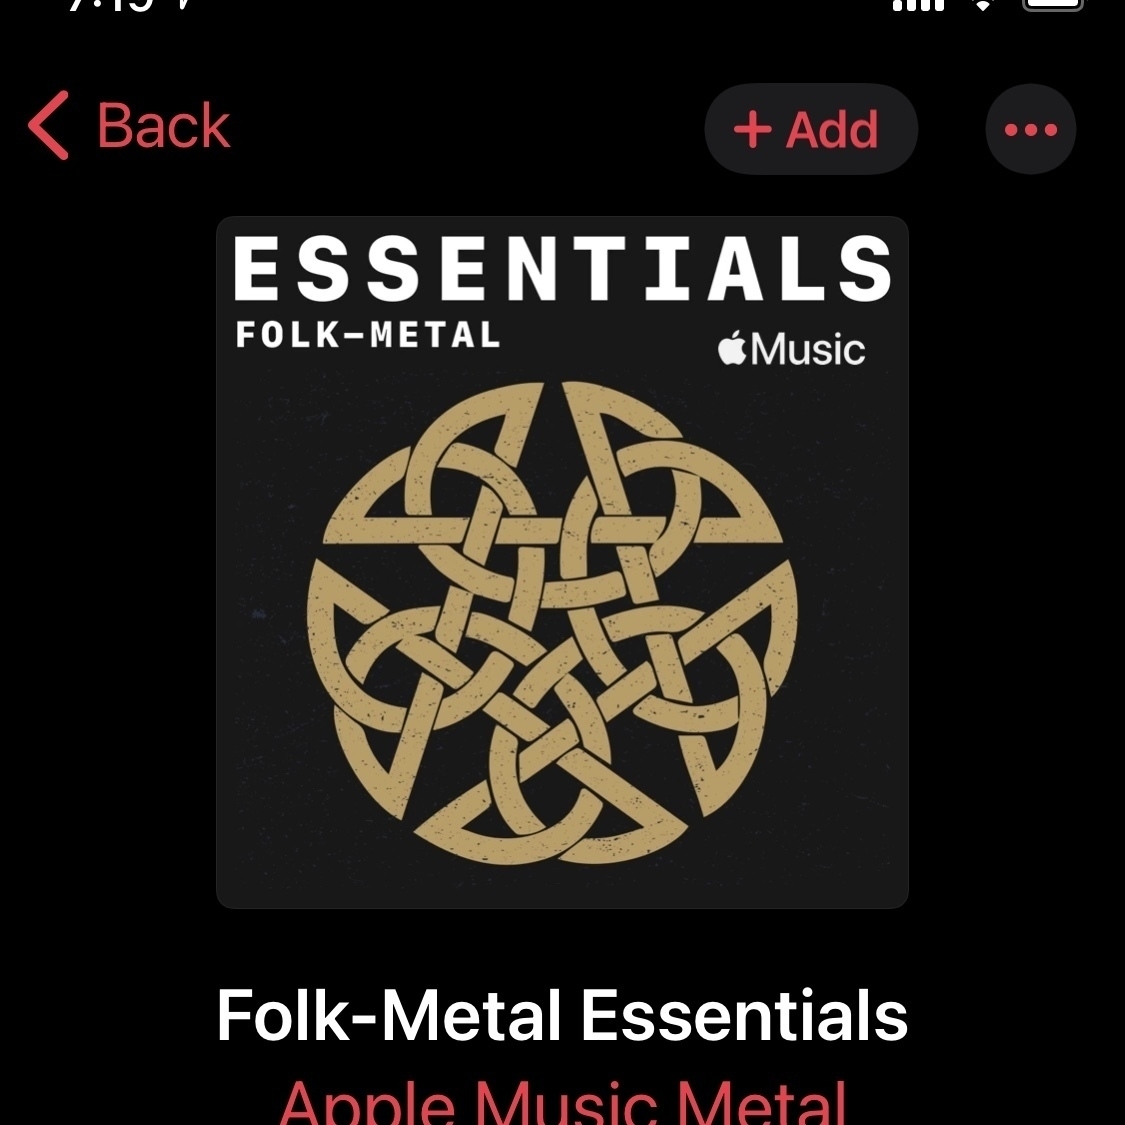 Back
+ Add
ESSENTIALS
FOLK-METAL
Music
Folk-Metal Essentials
Apple Music Metal